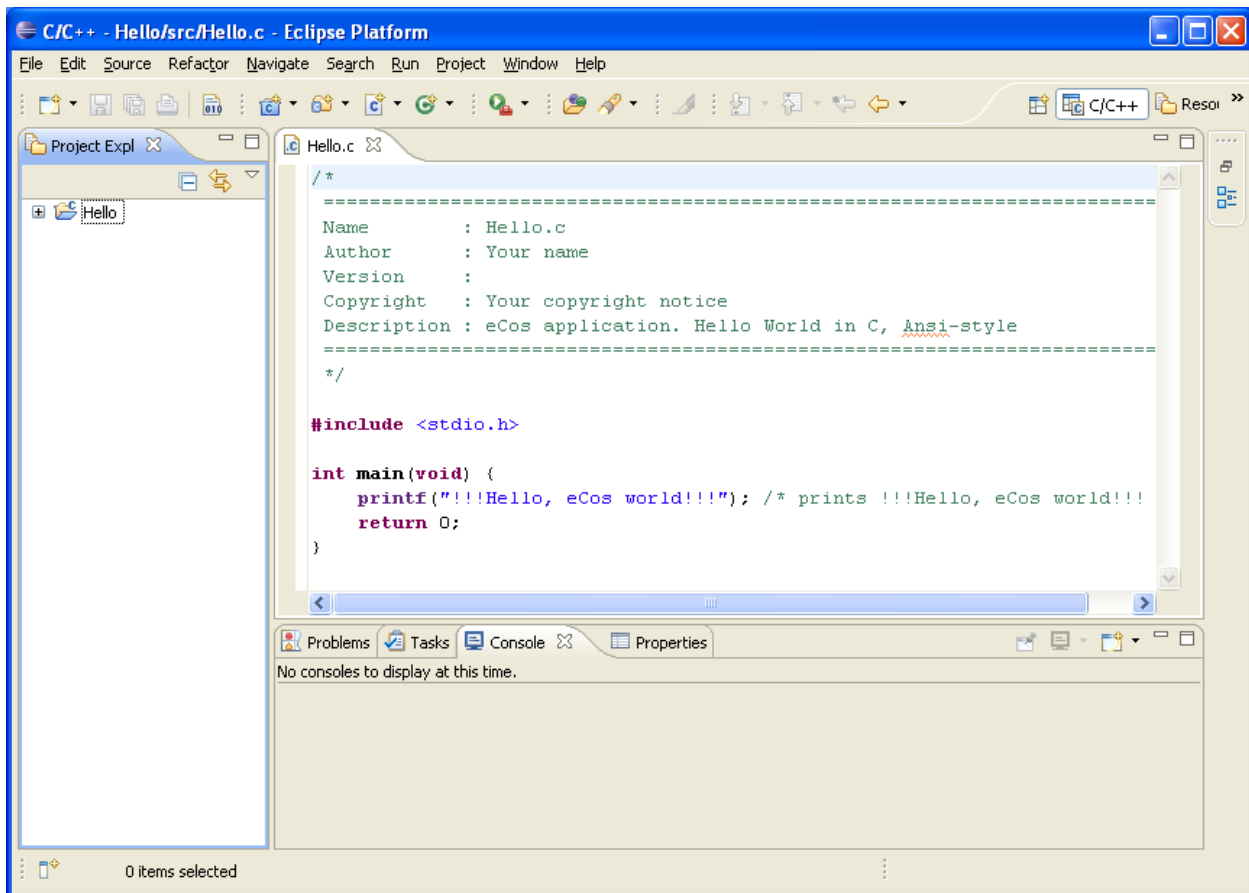 C/C++ - Hello/src/Hello.c - Eclipse Platform
File Edit Source Refactor Navigate Search Run Project Window Help
010 C/C++ Resou
Project Expl Hello.c
Hello
/*
============================================================================
Name : Hello.c
Author : Your name
Version :
Copyright : Your copyright notice
Description : eCos application. Hello World in C, Ansi-style
============================================================================
*/
#include <stdio.h>
int main(void) {
printf("!!!Hello, eCos world!!!"); /* prints !!!Hello, eCos world!!!
return 0;
}
Problems Tasks Console Properties
No consoles to display at this time.
0 items selected